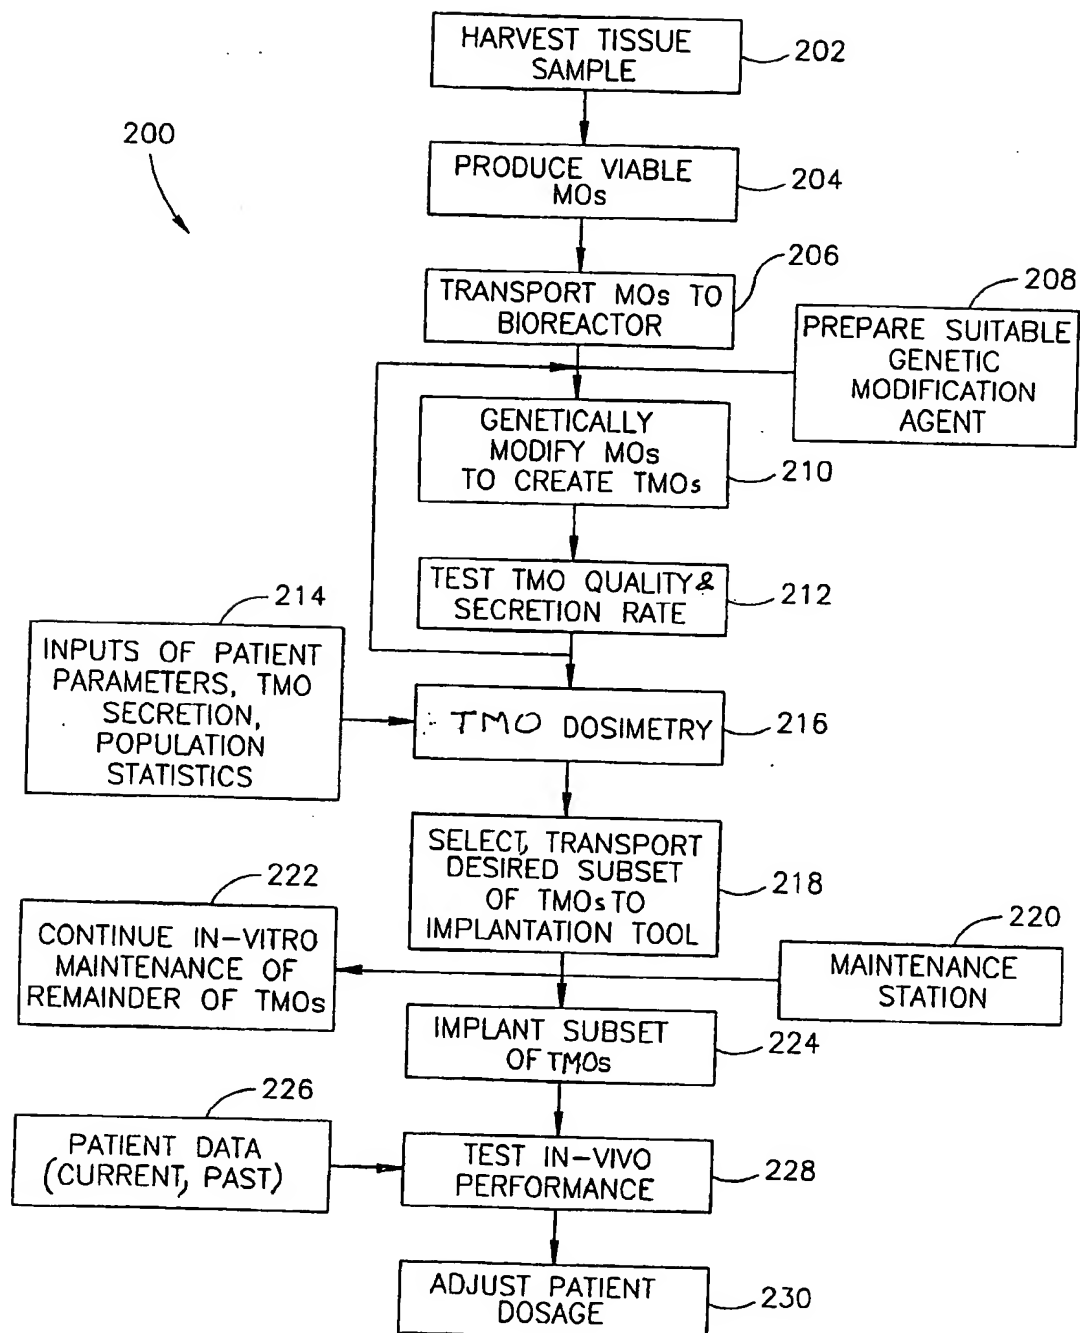 HARVEST TISSUE
SAMPLE
202
200
PRODUCE VIABLE
MOs
204
206
TRANSPORT MOs TO
BIOREACTOR
208
PREPARE SUITABLE
GENETIC
MODIFICATION
AGENT
GENETICALLY
MODIFY MOs
TO CREATE TMOs
210
TEST TMO QUALITY &
SECRETION RATE
212
214
INPUTS OF PATIENT
PARAMETERS, TMO
SECRETION,
POPULATION
STATISTICS
TMO DOSIMETRY
216
SELECT, TRANSPORT
DESIRED SUBSET
OF TMOs TO
IMPLANTATION TOOL
218
222
CONTINUE IN-VITRO
MAINTENANCE OF
REMAINDER OF TMOs
220
MAINTENANCE
STATION
IMPLANT SUBSET
OF TMOs
224
226
PATIENT DATA
(CURRENT, PAST)
TEST IN-VIVO
PERFORMANCE
228
ADJUST PATIENT
DOSAGE
230